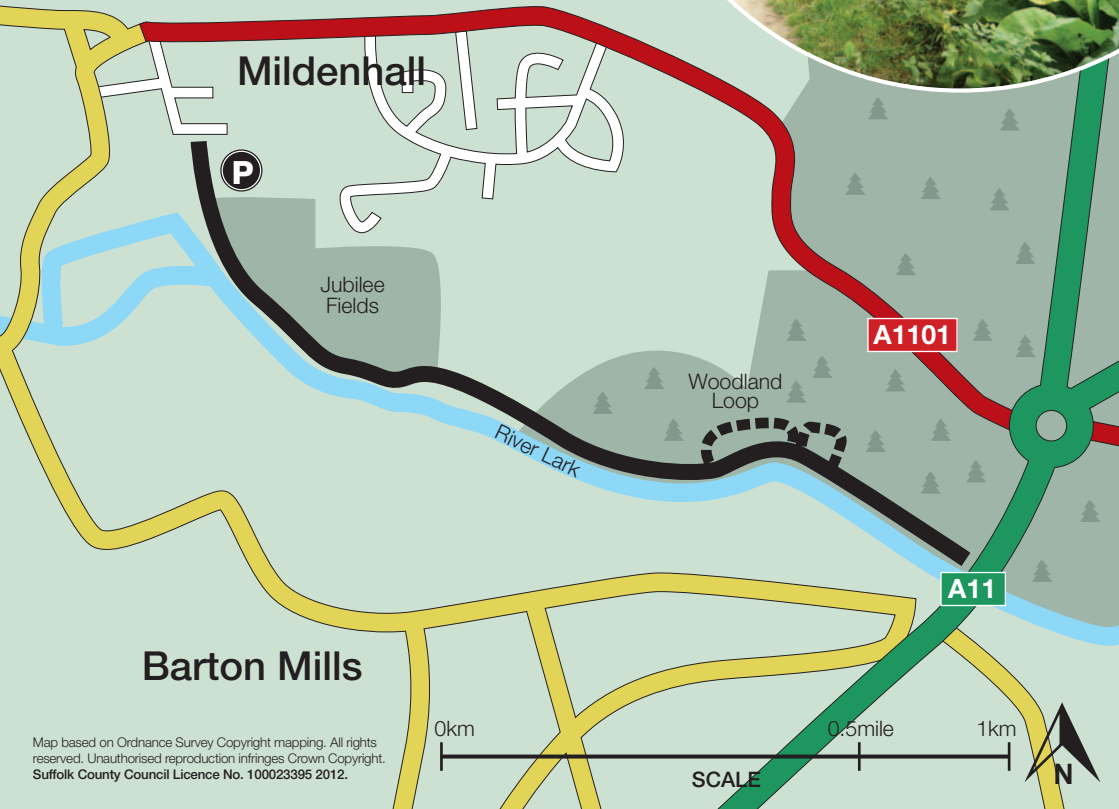 Mildenhall
P
Jubilee
Fields
A1101
Woodland
Loop
River Lark
A11
Barton Mills
0km
0.5mile
1km
SCALE
N
Map based on Ordnance Survey Copyright mapping. All rights
reserved. Unauthorised reproduction infringes Crown Copyright.
Suffolk County Council Licence No. 100023395 2012.